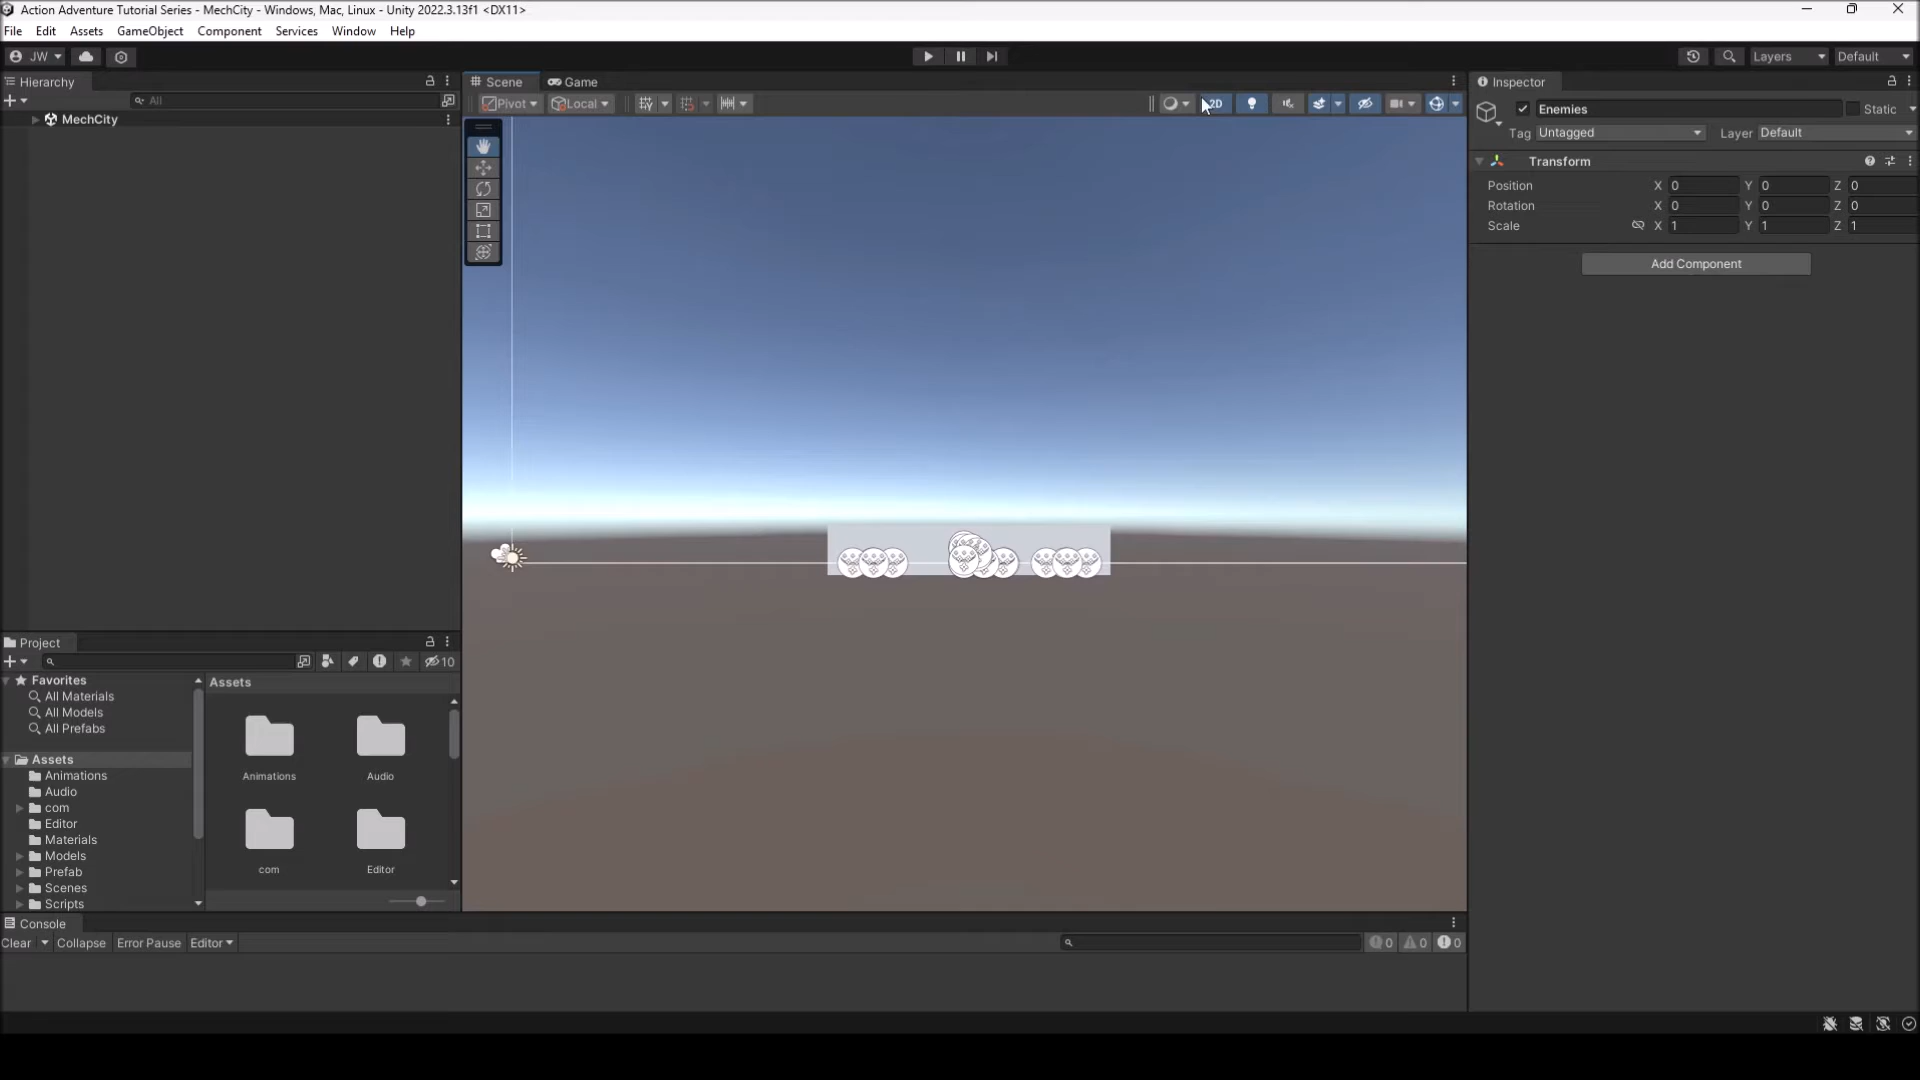 Action Adventure Tutorial Series - MechCity - Windows, Mac, Linux - Unity 2022.3.13f1 <DX11>
File Edit Assets GameObject Component Services Window Help
JW Layers Default
Hierarchy Scene Game Inspector
All Pivot Local 2D Enemies Static
MechCity
Tag Untagged Layer Default
Transform
Position X 0 Y 0 Z 0
Rotation X 0 Y 0 Z 0
Scale X 1 Y 1 Z 1
Add Component
Project
10
Favorites Assets
All Materials
All Models
All Prefabs
Assets
Animations Animations Audio
Audio
com
Editor
Materials
Models
Prefab com Editor
Scenes
Scripts
Console
Clear Collapse Error Pause Editor 0 0 0